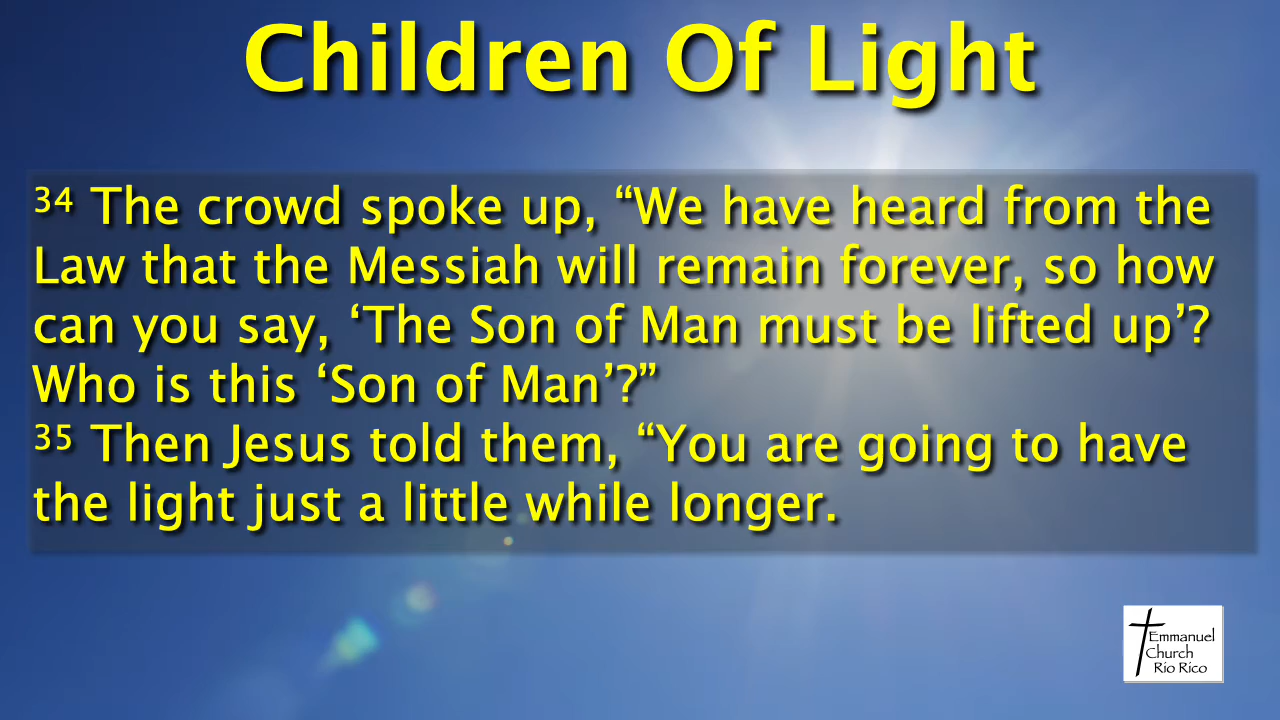 Children Of Light
³⁴ The crowd spoke up, “We have heard from the
Law that the Messiah will remain forever, so how
can you say, ‘The Son of Man must be lifted up’?
Who is this ‘Son of Man’?”
³⁵ Then Jesus told them, “You are going to have
the light just a little while longer.
Emmanuel
Church
Rio Rico